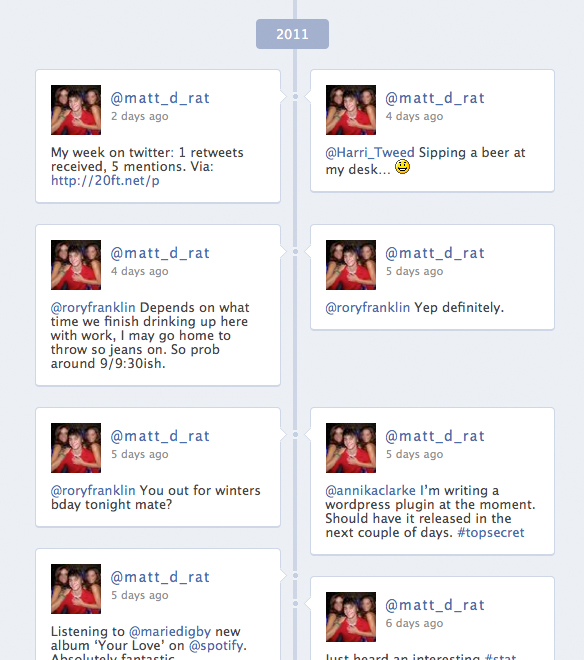 2011
@matt_d_rat
2 days ago
My week on twitter: 1 retweets
received, 5 mentions. Via:
http://20ft.net/p
@matt_d_rat
4 days ago
@Harri_Tweed Sipping a beer at
my desk...
@matt_d_rat
4 days ago
@roryfranklin Depends on what
time we finish drinking up here
with work, I may go home to
throw so jeans on. So prob
around 9/9:30ish.
@matt_d_rat
5 days ago
@roryfranklin Yep definitely.
@matt_d_rat
5 days ago
@roryfranklin You out for winters
bday tonight mate?
@matt_d_rat
5 days ago
@annikaclarke I'm writing a
wordpress plugin at the moment.
Should have it released in the
next couple of days. #topsecret
@matt_d_rat
5 days ago
Listening to @mariedigby new
album ‘Your Love’ on @spotify.
Absolutely fantastic
@matt_d_rat
6 days ago
Just heard an interesting #stat